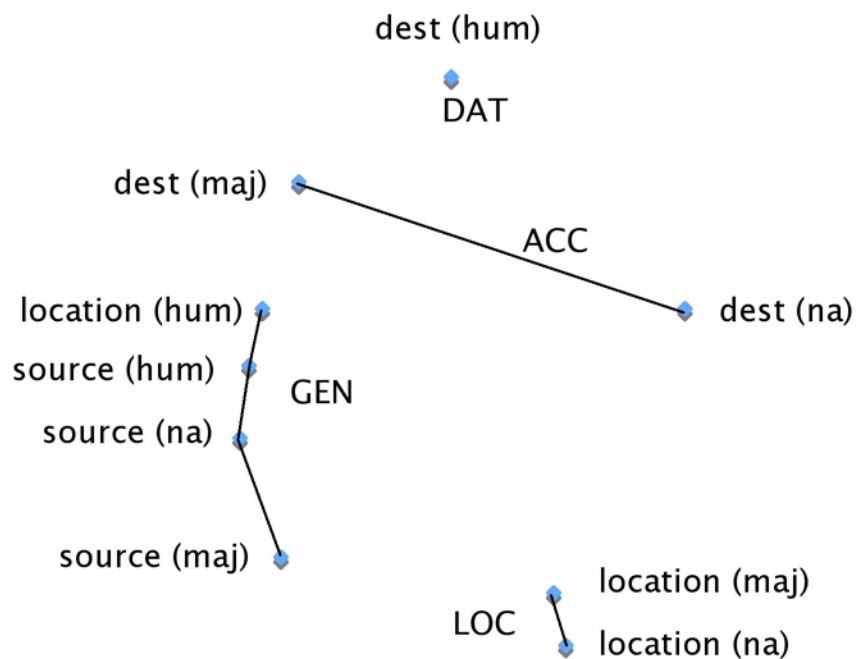 dest (hum)
DAT
dest (maj)
ACC
location (hum)
dest (na)
source (hum)
GEN
source (na)
source (maj)
location (maj)
LOC
location (na)